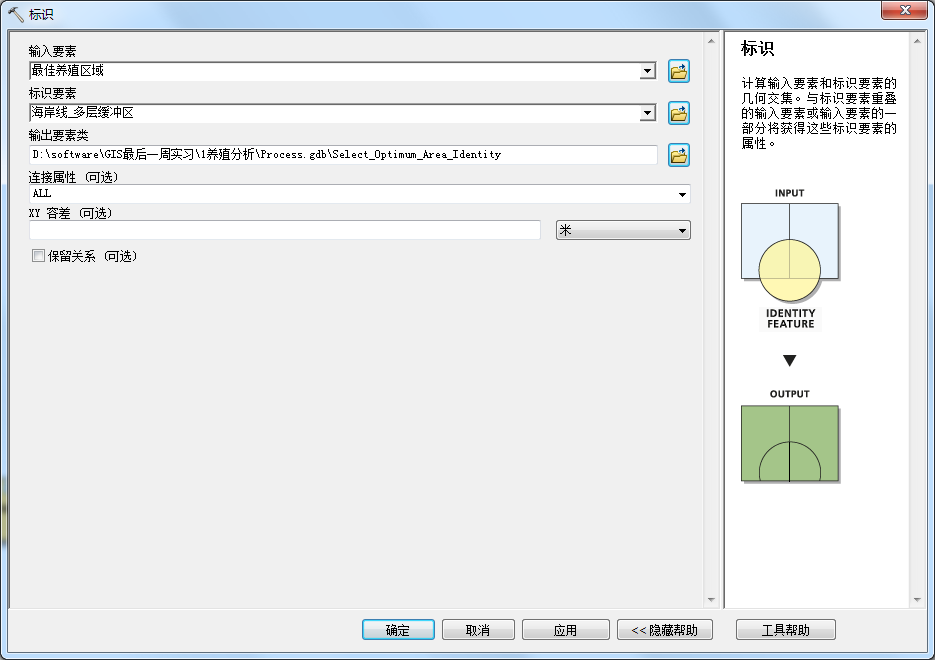 标识
输入要素
最佳养殖区域
标识要素
海岸线_多层缓冲区
输出要素类
D:\software\GIS最后一周实习\1养殖分析\Process.gdb\Select_Optimum_Area_Identity
连接属性 (可选)
ALL
XY 容差 (可选)
米
保留关系 (可选)
确定
取消
应用
<< 隐藏帮助
标识
计算输入要素和标识要素的
几何交集。与标识要素重叠
的输入要素或输入要素的一
部分将获得这些标识要素的
属性。
INPUT
IDENTITY
FEATURE
OUTPUT
工具帮助